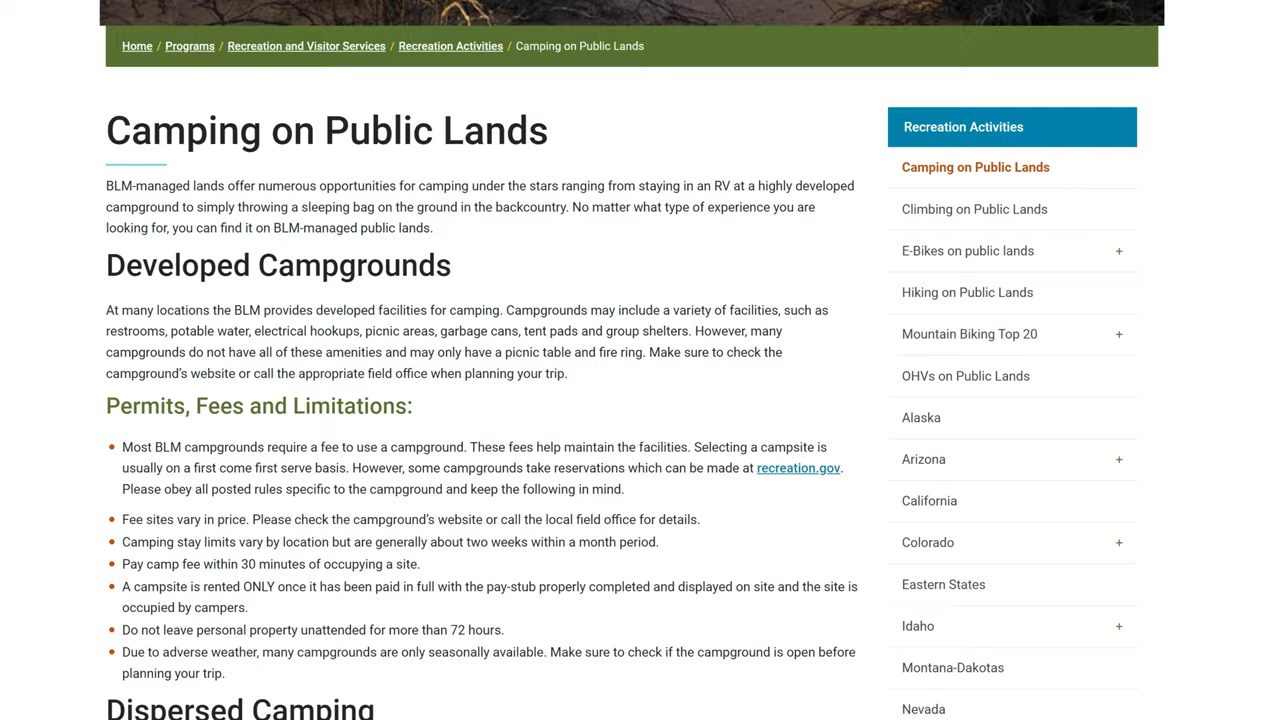 Home / Programs / Recreation and Visitor Services / Recreation Activities / Camping on Public Lands
Camping on Public Lands
BLM-managed lands offer numerous opportunities for camping under the stars ranging from staying in an RV at a highly developed
campground to simply throwing a sleeping bag on the ground in the backcountry. No matter what type of experience you are
looking for, you can find it on BLM-managed public lands.
Developed Campgrounds
At many locations the BLM provides developed facilities for camping. Campgrounds may include a variety of facilities, such as
restrooms, potable water, electrical hookups, picnic areas, garbage cans, tent pads and group shelters. However, many
campgrounds do not have all of these amenities and may only have a picnic table and fire ring. Make sure to check the
campground's website or call the appropriate field office when planning your trip.
Permits, Fees and Limitations:
• Most BLM campgrounds require a fee to use a campground. These fees help maintain the facilities. Selecting a campsite is
usually on a first come first serve basis. However, some campgrounds take reservations which can be made at recreation.gov.
Please obey all posted rules specific to the campground and keep the following in mind.
• Fee sites vary in price. Please check the campground's website or call the local field office for details.
• Camping stay limits vary by location but are generally about two weeks within a month period.
• Pay camp fee within 30 minutes of occupying a site.
• A campsite is rented ONLY once it has been paid in full with the pay-stub properly completed and displayed on site and the site is
occupied by campers.
• Do not leave personal property unattended for more than 72 hours.
• Due to adverse weather, many campgrounds are only seasonally available. Make sure to check if the campground is open before
planning your trip.
Dispersed Camping
Recreation Activities
Camping on Public Lands
Climbing on Public Lands
E-Bikes on public lands +
Hiking on Public Lands
Mountain Biking Top 20 +
OHVs on Public Lands
Alaska
Arizona +
California
Colorado +
Eastern States
Idaho +
Montana-Dakotas
Nevada